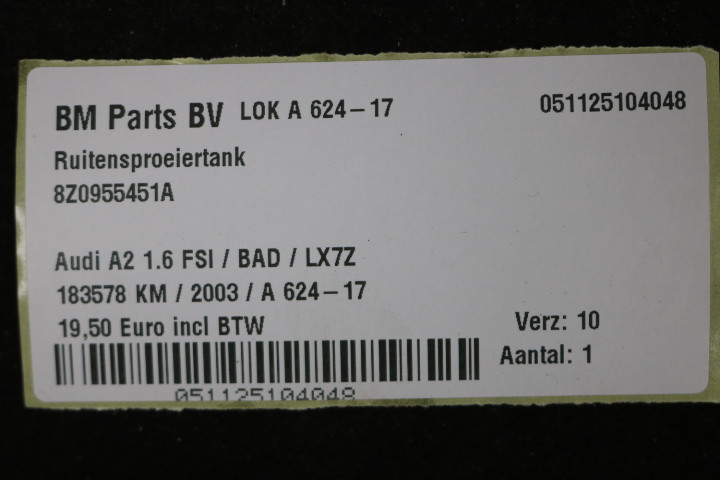 BM Parts BV LOK A 624-17 051125104048
Ruitensproeiertank
8Z0955451A
Audi A2 1.6 FSI / BAD / LX7Z
183578 KM / 2003 / A 624-17
19,50 Euro incl BTW Verz: 10
Aantal: 1
051125104048